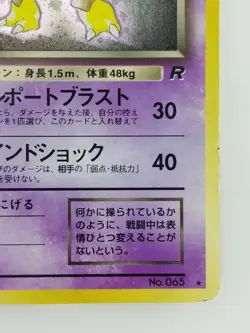 ン：身長1.5m、体重48kg
R
ルポートブラスト 30
ら、ダメージを与えた後、自分の控え
ンを1匹選び、このカードと入れ替えて
インドショック 40
ダメージは、相手の「弱点・抵抗力」
を受けない。
にげる
何かに操られているか
のように、戦闘中は表
情ひとつ変えることが
ないという。
No.065 ★